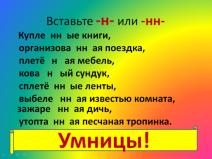 Вставьте -н- или -нн-
Купле нн ые книги,
организова нн ая поездка,
плетё н ая мебель,
кова н ый сундук,
сплетё нн ые ленты,
выбеле нн ая известью комната,
зажаре нн ая дичь,
утопта нн ая песчаная тропинка.
Умницы!